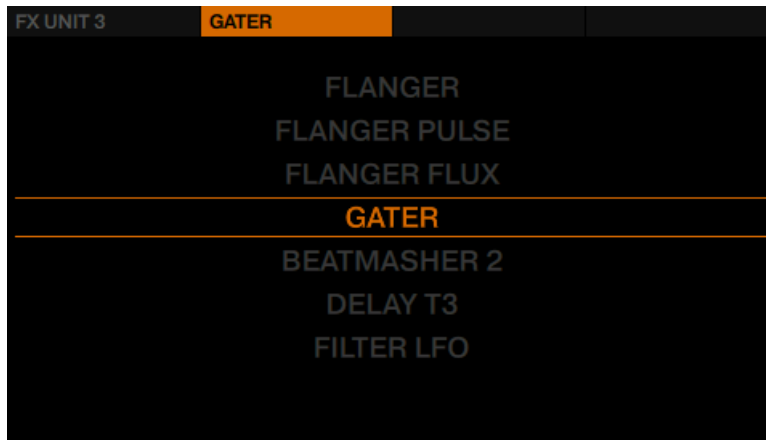 FX UNIT 3 GATER
FLANGER
FLANGER PULSE
FLANGER FLUX
GATER
BEATMASHER 2
DELAY T3
FILTER LFO